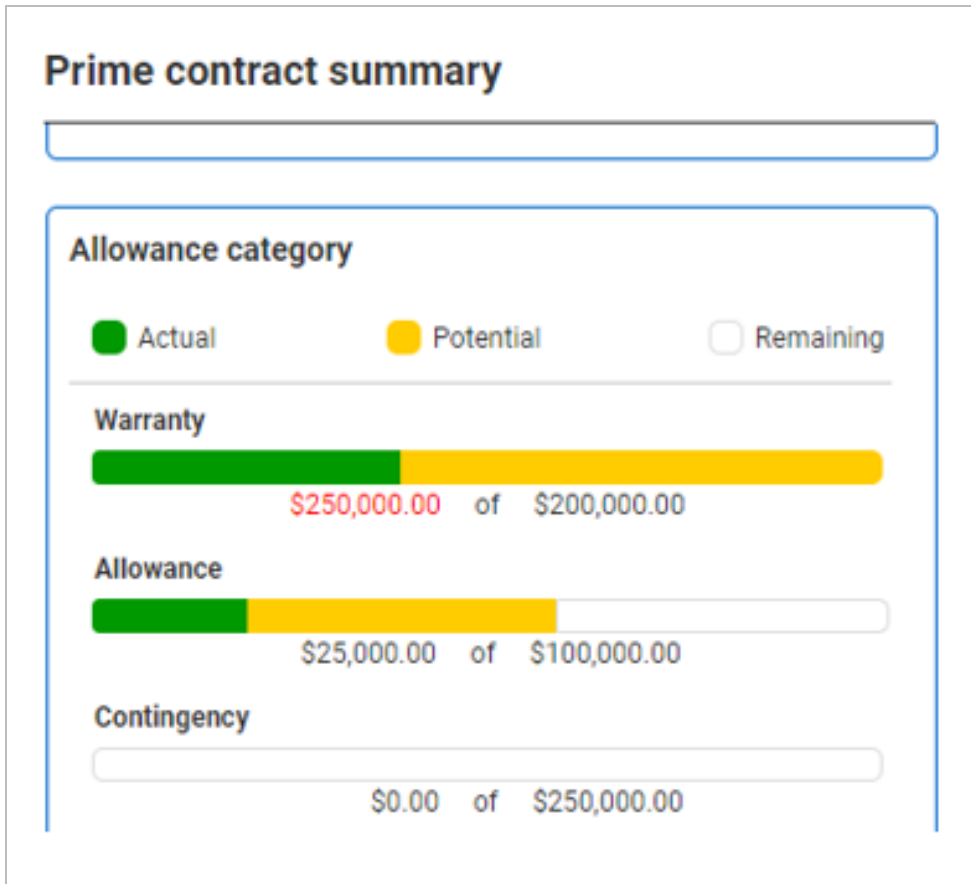 Prime contract summary
Allowance category
Actual Potential Remaining
Warranty
$250,000.00 of $200,000.00
Allowance
$25,000.00 of $100,000.00
Contingency
$0.00 of $250,000.00